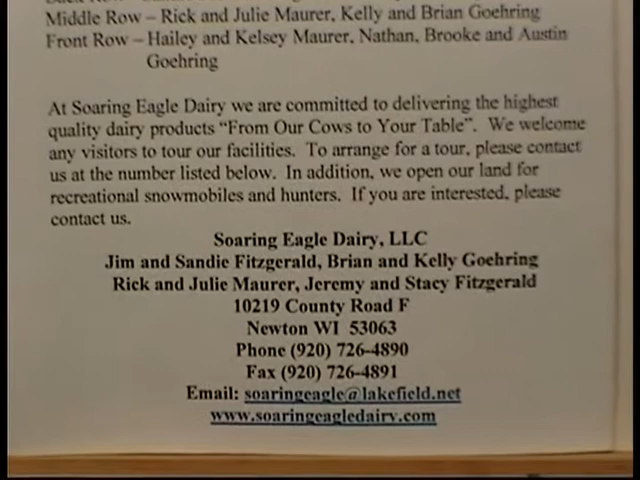 Middle Row – Rick and Julie Maurer, Kelly and Brian Goehring
Front Row – Hailey and Kelsey Maurer, Nathan, Brooke and Austin
Goehring
At Soaring Eagle Dairy we are committed to delivering the highest
quality dairy products “From Our Cows to Your Table”.  We welcome
any visitors to tour our facilities.  To arrange for a tour, please contact
us at the number listed below.  In addition, we open our land for
recreational snowmobiles and hunters.  If you are interested, please
contact us.
Soaring Eagle Dairy, LLC
Jim and Sandie Fitzgerald, Brian and Kelly Goehring
Rick and Julie Maurer, Jeremy and Stacy Fitzgerald
10219 County Road F
Newton WI  53063
Phone (920) 726-4890
Fax (920) 726-4891
Email: soaringeagle@lakefield.net
www.soaringeagledairy.com